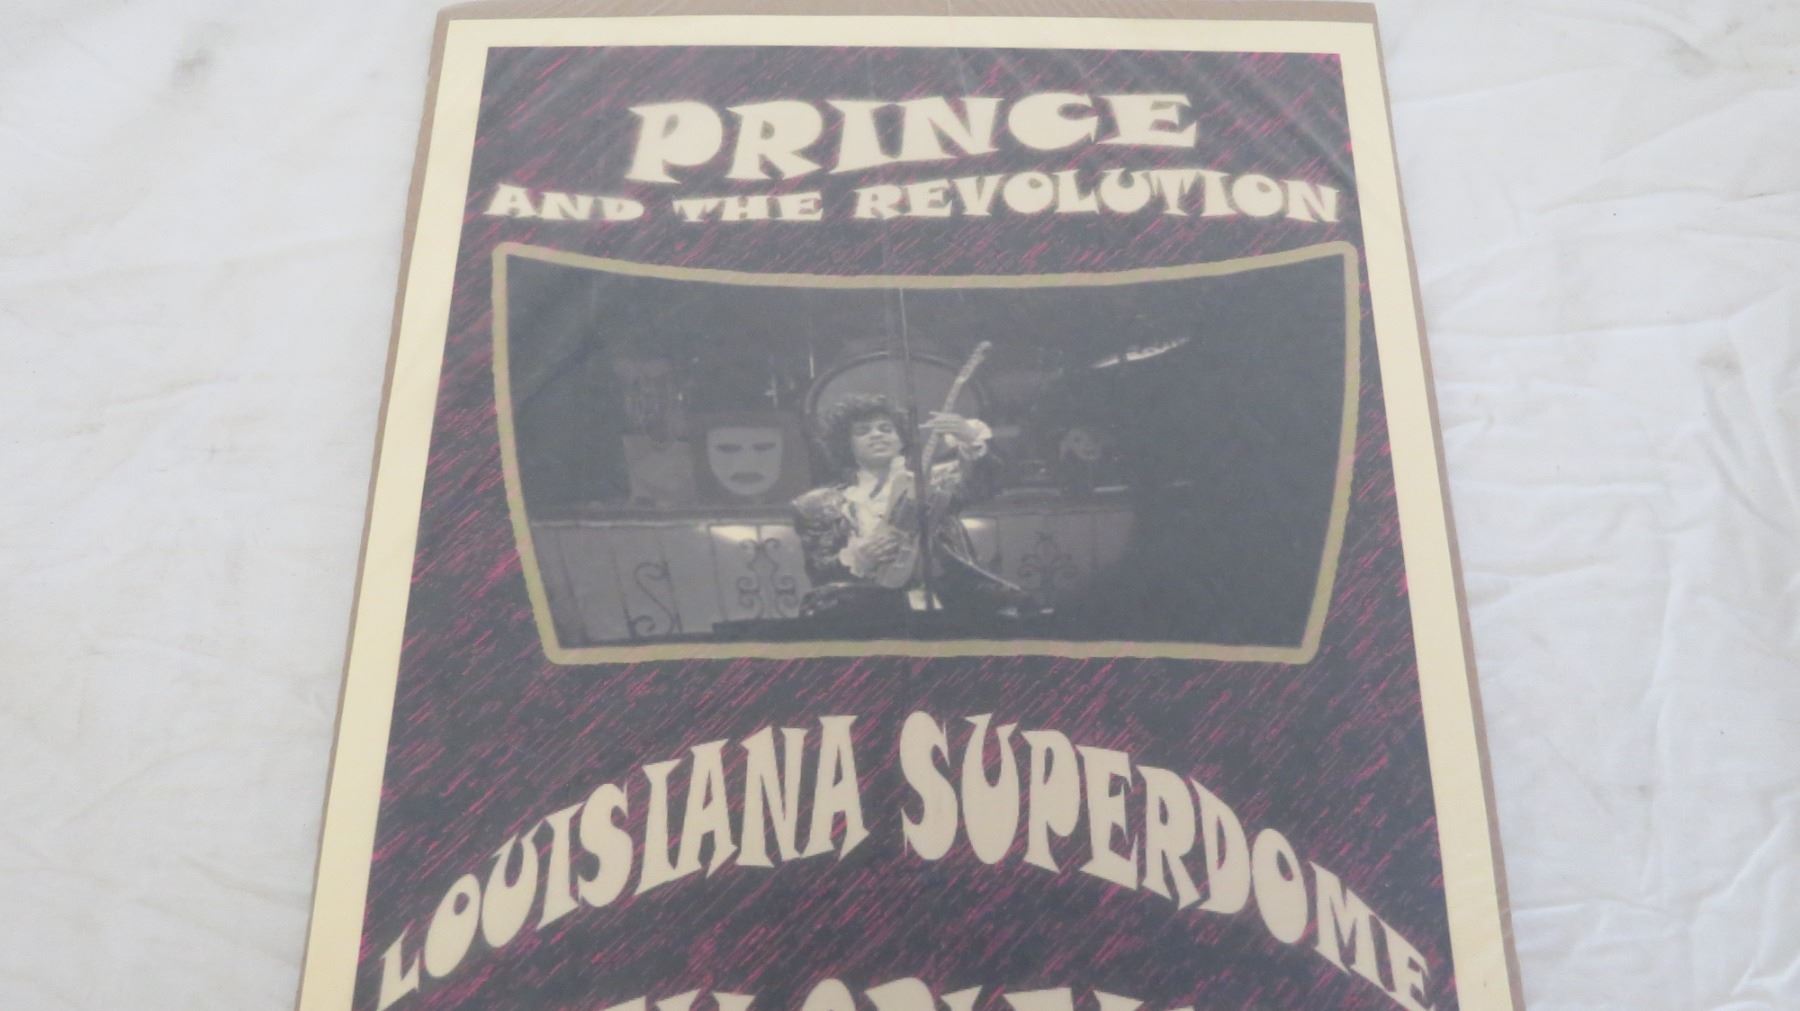 PRINCE
AND THE REVOLUTION
LOUISIANA SUPERDOME